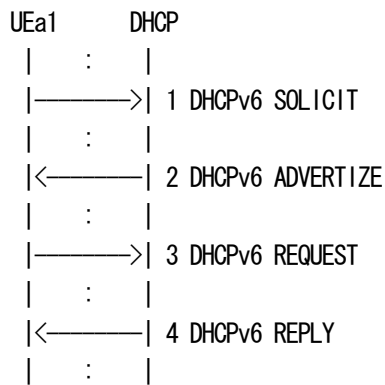 UEa1 DHCP
| : |
|-------->| 1 DHCPv6 SOLICIT
| : |
|<--------| 2 DHCPv6 ADVERTIZE
| : |
|-------->| 3 DHCPv6 REQUEST
| : |
|<--------| 4 DHCPv6 REPLY
| : |